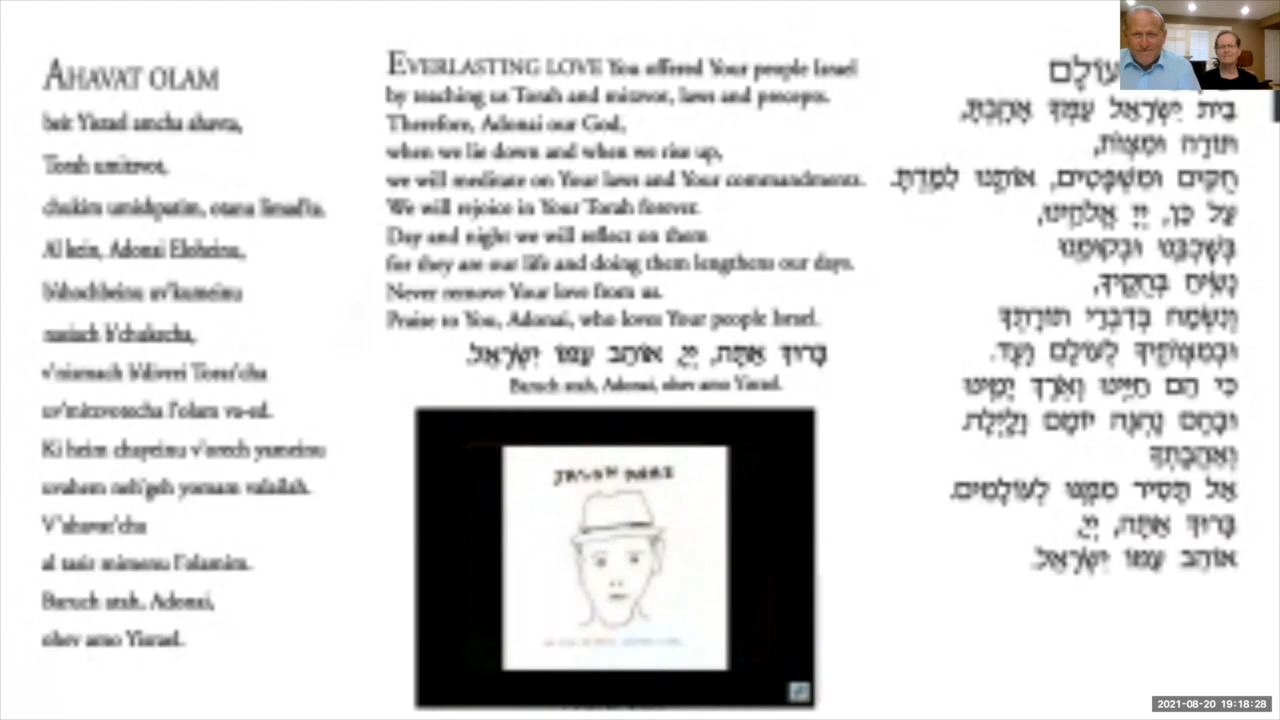 AHAVAT OLAM
beit Yisrael amcha ahavta,
Torah umitzvot,
chukim umishpatim, otanu limad'ta.
Al kein, Adonai Eloheinu,
b'shochbeinu uv'kumeinu
nasiach b'chukecha,
v'nismach b'divrei Torat'cha
uv'mitzvotecha l'olam va-ed.
Ki heim chayeinu v'orech yameinu
uvahem neh'geh yomam valailah.
V'ahavat'cha
al tasir mimenu l'olamim.
Baruch atah, Adonai,
ohev amo Yisrael.
EVERLASTING LOVE You offered Your people Israel
by teaching us Torah and mitzvot, laws and precepts.
Therefore, Adonai our God,
when we lie down and when we rise up,
we will meditate on Your laws and Your commandments.
We will rejoice in Your Torah forever.
Day and night we will reflect on them
for they are our life and doing them lengthens our days.
Never remove Your love from us.
Praise to You, Adonai, who loves Your people Israel.
בָּרוּךְ אַתָּה, יְיָ, אוֹהֵב עַמּוֹ יִשְׂרָאֵל.
Baruch atah, Adonai, ohev amo Yisrael.
JASON MRAZ
עוֹלָם
בֵּית יִשְׂרָאֵל עַמְּךָ אָהָבְתָּ,
תּוֹרָה וּמִצְוֹת,
חֻקִּים וּמִשְׁפָּטִים, אוֹתָנוּ לִמַּדְתָּ.
עַל כֵּן, יְיָ אֱלֹהֵינוּ,
בְּשָׁכְבֵּנוּ וּבְקוּמֵנוּ
נָשִׂיחַ בְּחֻקֶּיךָ,
וְנִשְׂמַח בְּדִבְרֵי תוֹרָתֶךָ
וּבְמִצְוֹתֶיךָ לְעוֹלָם וָעֶד.
כִּי הֵם חַיֵּינוּ וְאֹרֶךְ יָמֵינוּ
וּבָהֶם נֶהְגֶּה יוֹמָם וָלָיְלָה.
וְאַהֲבָתְךָ
אַל תָּסִיר מִמֶּנּוּ לְעוֹלָמִים.
בָּרוּךְ אַתָּה, יְיָ,
אוֹהֵב עַמּוֹ יִשְׂרָאֵל.
2021-08-20 19:18:28